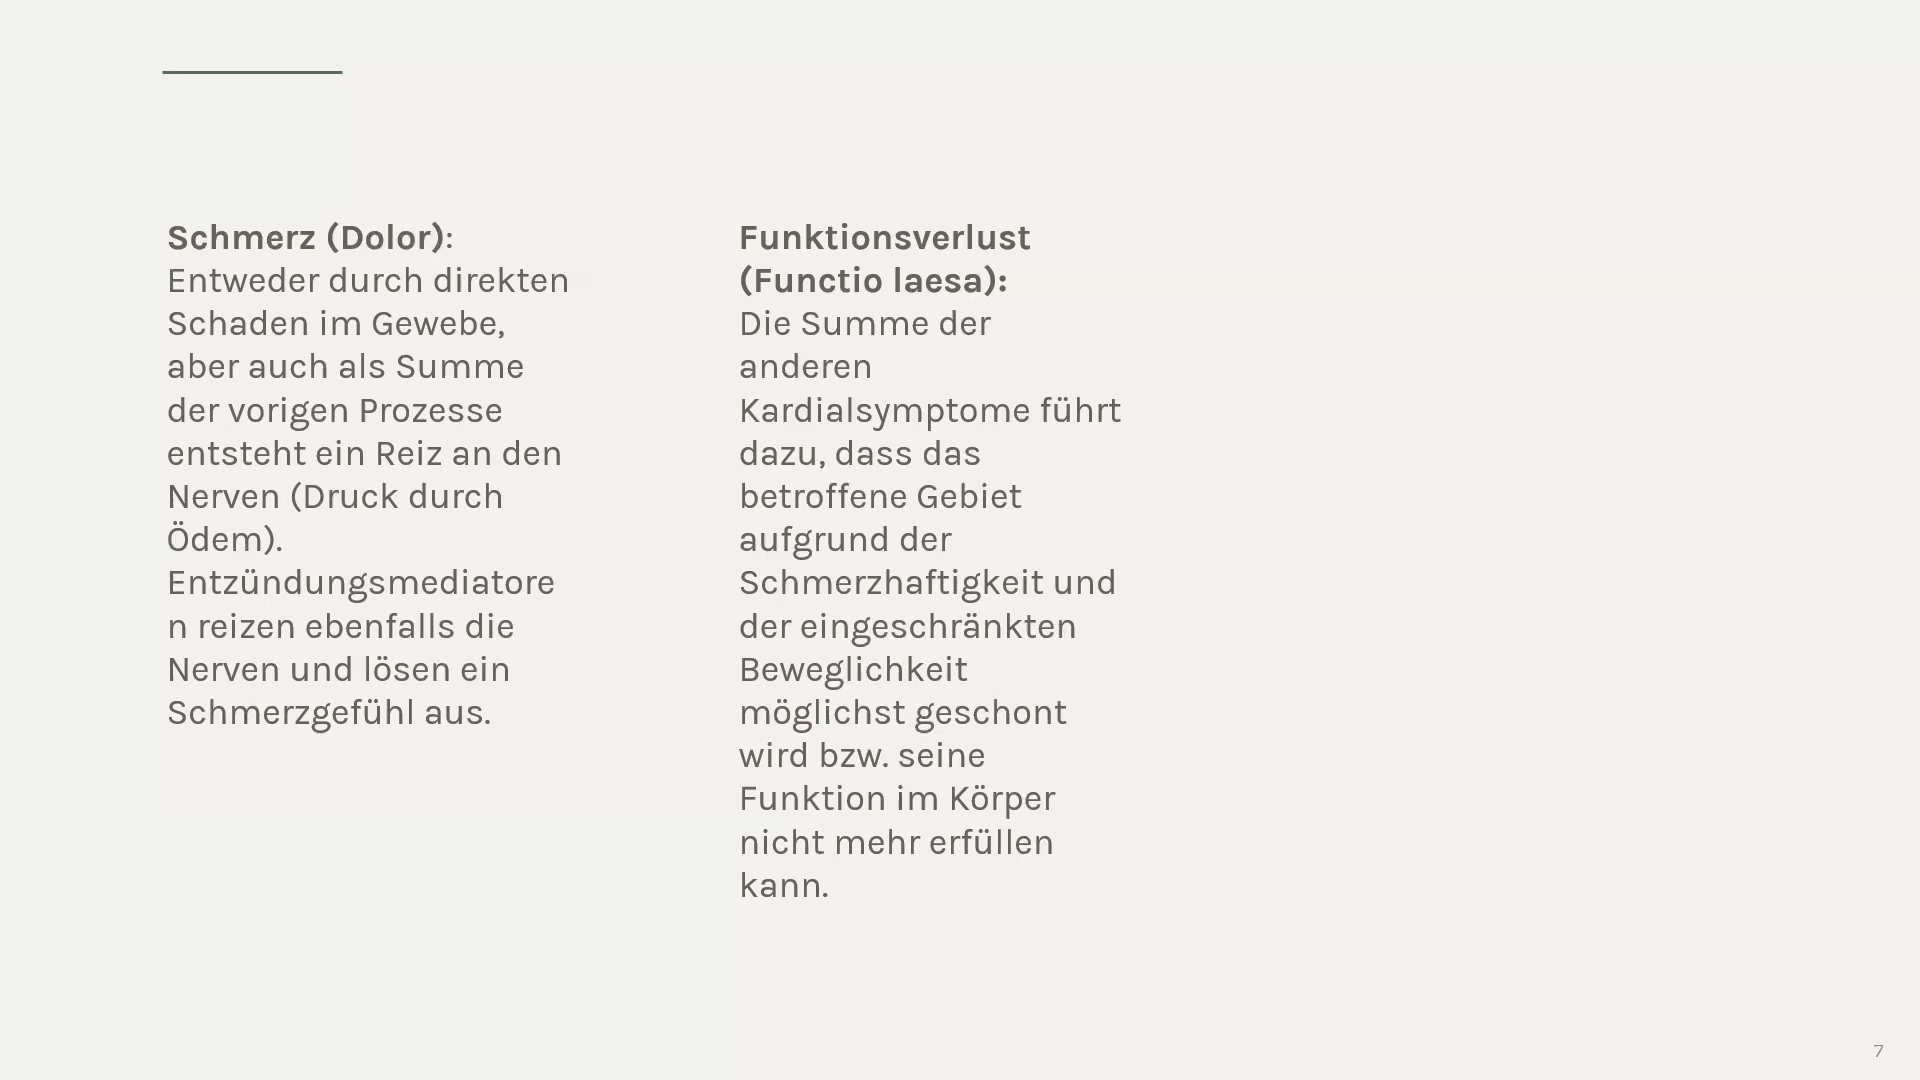 Schmerz (Dolor):
Entweder durch direkten
Schaden im Gewebe,
aber auch als Summe
der vorigen Prozesse
entsteht ein Reiz an den
Nerven (Druck durch
Ödem).
Entzündungsmediatore
n reizen ebenfalls die
Nerven und lösen ein
Schmerzgefühl aus.
Funktionsverlust
(Functio laesa):
Die Summe der
anderen
Kardialsymptome führt
dazu, dass das
betroffene Gebiet
aufgrund der
Schmerzhaftigkeit und
der eingeschränkten
Beweglichkeit
möglichst geschont
wird bzw. seine
Funktion im Körper
nicht mehr erfüllen
kann.
7